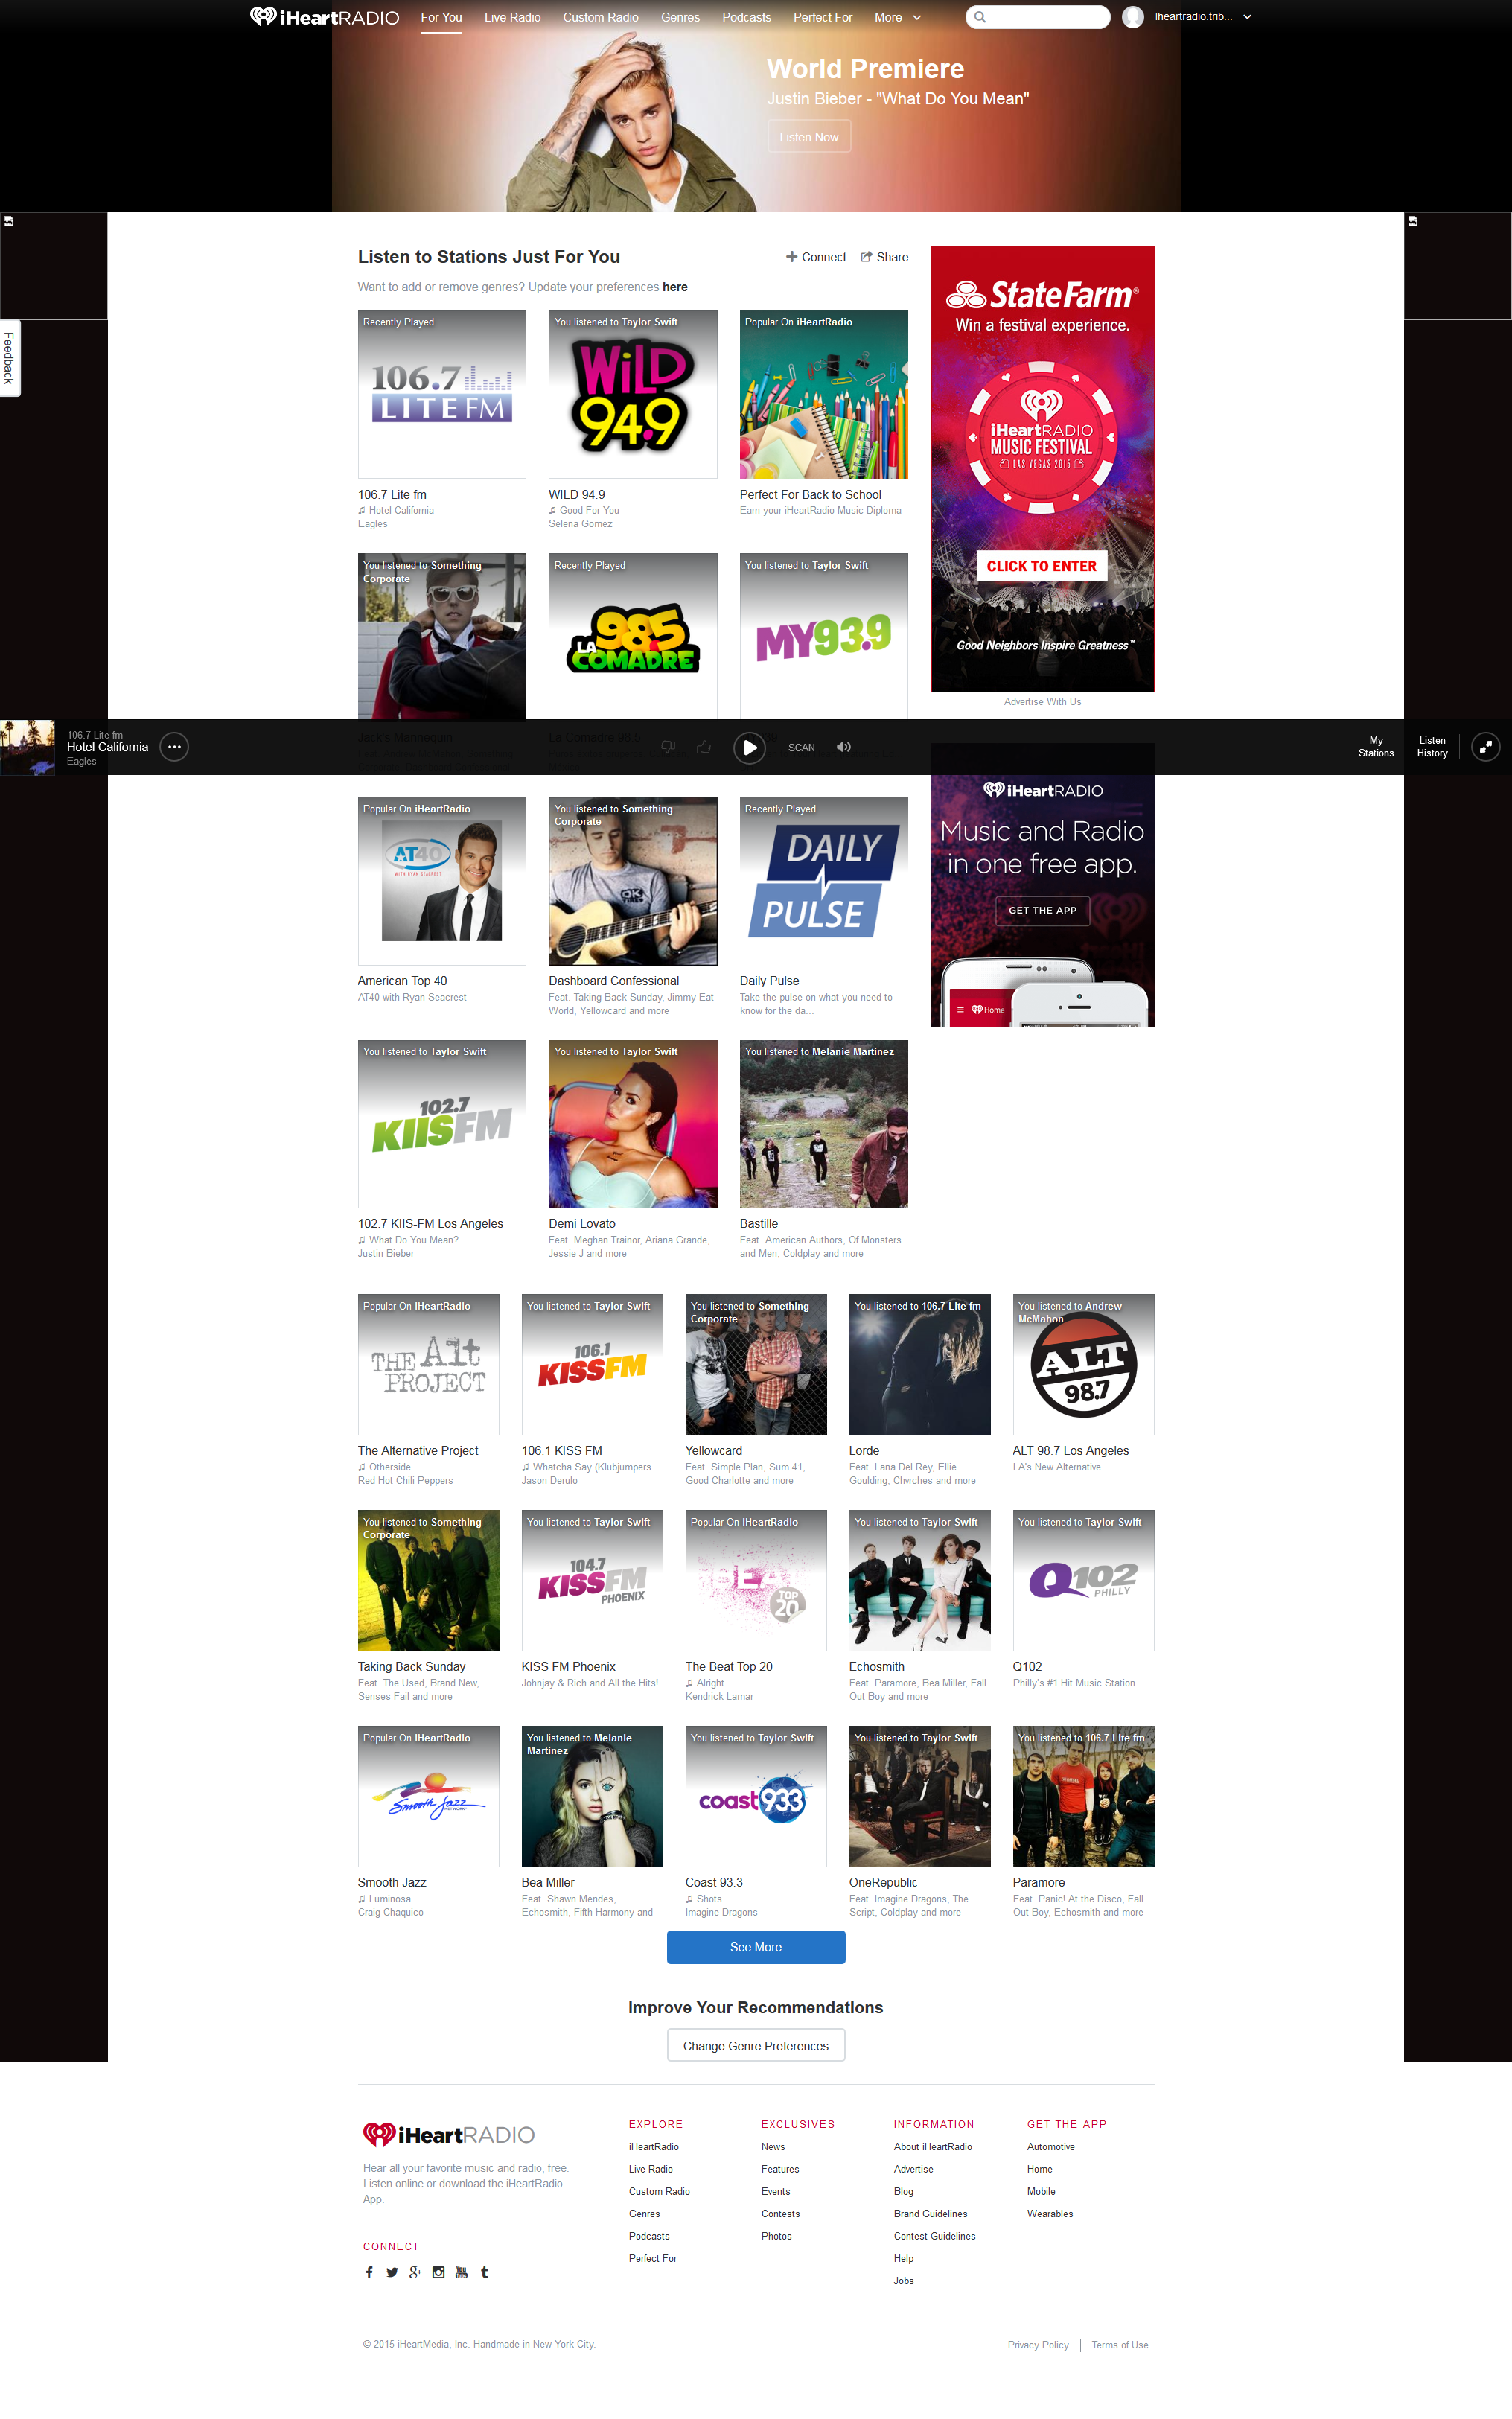 iHeartRADIO
For You
Live Radio
Custom Radio
Genres
Podcasts
Perfect For
More
iheartradio.trib...
World Premiere
Justin Bieber - "What Do You Mean"
Listen Now
Feedback
Listen to Stations Just For You
Connect
Share
Want to add or remove genres? Update your preferences here
Recently Played
106.7
LITE FM
106.7 Lite fm
Hotel California
Eagles
You listened to Taylor Swift
WiLD
94.9
WILD 94.9
Good For You
Selena Gomez
Popular On iHeartRadio
Perfect For Back to School
Earn your iHeartRadio Music Diploma
StateFarm®
Win a festival experience.
iHeartRADIO
MUSIC FESTIVAL
LAS VEGAS 2015
CLICK TO ENTER
Good Neighbors Inspire Greatness™
Advertise With Us
You listened to Something
Corporate
Jack's Mannequin
Recently Played
LA 98.5
COMADRE
La Comadre 98.5
You listened to Taylor Swift
MY93.9
106.7 Lite fm
Hotel California
Eagles
SCAN
My
Stations
Listen
History
Popular On iHeartRadio
AT40
WITH RYAN SEACREST
American Top 40
AT40 with Ryan Seacrest
You listened to Something
Corporate
Dashboard Confessional
Feat. Taking Back Sunday, Jimmy Eat
World, Yellowcard and more
Recently Played
DAILY
PULSE
Daily Pulse
Take the pulse on what you need to
know for the da...
iHeartRADIO
Music and Radio
in one free app.
GET THE APP
Home
You listened to Taylor Swift
102.7
KIISFM
102.7 KIIS-FM Los Angeles
What Do You Mean?
Justin Bieber
You listened to Taylor Swift
Demi Lovato
Feat. Meghan Trainor, Ariana Grande,
Jessie J and more
You listened to Melanie Martinez
Bastille
Feat. American Authors, Of Monsters
and Men, Coldplay and more
Popular On iHeartRadio
THE Alt
PROJECT
The Alternative Project
Otherside
Red Hot Chili Peppers
You listened to Taylor Swift
106.1
KISSFM
106.1 KISS FM
Whatcha Say (Klubjumpers...
Jason Derulo
You listened to Something
Corporate
Yellowcard
Feat. Simple Plan, Sum 41,
Good Charlotte and more
You listened to 106.7 Lite fm
Lorde
Feat. Lana Del Rey, Ellie
Goulding, Chvrches and more
You listened to Andrew
McMahon
ALT
98.7
ALT 98.7 Los Angeles
LA's New Alternative
You listened to Something
Corporate
Taking Back Sunday
Feat. The Used, Brand New,
Senses Fail and more
You listened to Taylor Swift
104.7
KISSFM
PHOENIX
KISS FM Phoenix
Johnjay & Rich and All the Hits!
Popular On iHeartRadio
TOP
20
The Beat Top 20
Alright
Kendrick Lamar
You listened to Taylor Swift
Echosmith
Feat. Paramore, Bea Miller, Fall
Out Boy and more
You listened to Taylor Swift
Q102
PHILLY
Q102
Philly's #1 Hit Music Station
Popular On iHeartRadio
Smooth Jazz
NETWORK
Smooth Jazz
Luminosa
Craig Chaquico
You listened to Melanie
Martinez
Bea Miller
Feat. Shawn Mendes,
Echosmith, Fifth Harmony and
You listened to Taylor Swift
coast933
Coast 93.3
Shots
Imagine Dragons
You listened to Taylor Swift
OneRepublic
Feat. Imagine Dragons, The
Script, Coldplay and more
You listened to 106.7 Lite fm
Paramore
Feat. Panic! At the Disco, Fall
Out Boy, Echosmith and more
See More
Improve Your Recommendations
Change Genre Preferences
iHeartRADIO
Hear all your favorite music and radio, free.
Listen online or download the iHeartRadio
App.
CONNECT
EXPLORE
iHeartRadio
Live Radio
Custom Radio
Genres
Podcasts
Perfect For
EXCLUSIVES
News
Features
Events
Contests
Photos
INFORMATION
About iHeartRadio
Advertise
Blog
Brand Guidelines
Contest Guidelines
Help
Jobs
GET THE APP
Automotive
Home
Mobile
Wearables
© 2015 iHeartMedia, Inc. Handmade in New York City.
Privacy Policy
Terms of Use